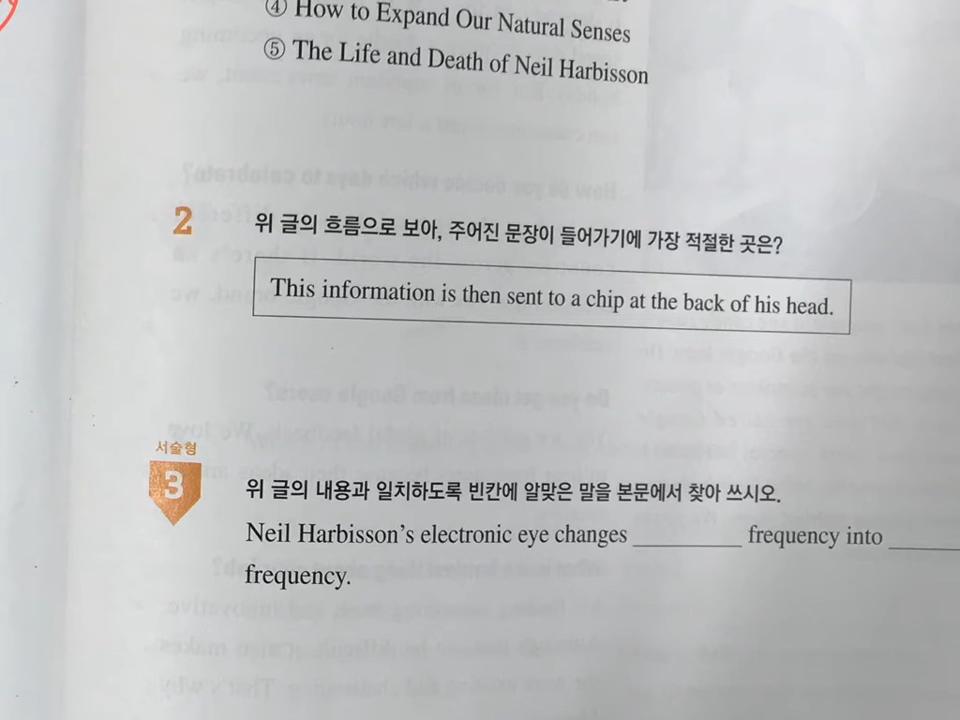 ④ How to Expand Our Natural Senses
⑤ The Life and Death of Neil Harbisson
2 위 글의 흐름으로 보아, 주어진 문장이 들어가기에 가장 적절한 곳은?
This information is then sent to a chip at the back of his head.
서술형
3 위 글의 내용과 일치하도록 빈칸에 알맞은 말을 본문에서 찾아 쓰시오.
Neil Harbisson's electronic eye changes __________ frequency into _______
frequency.